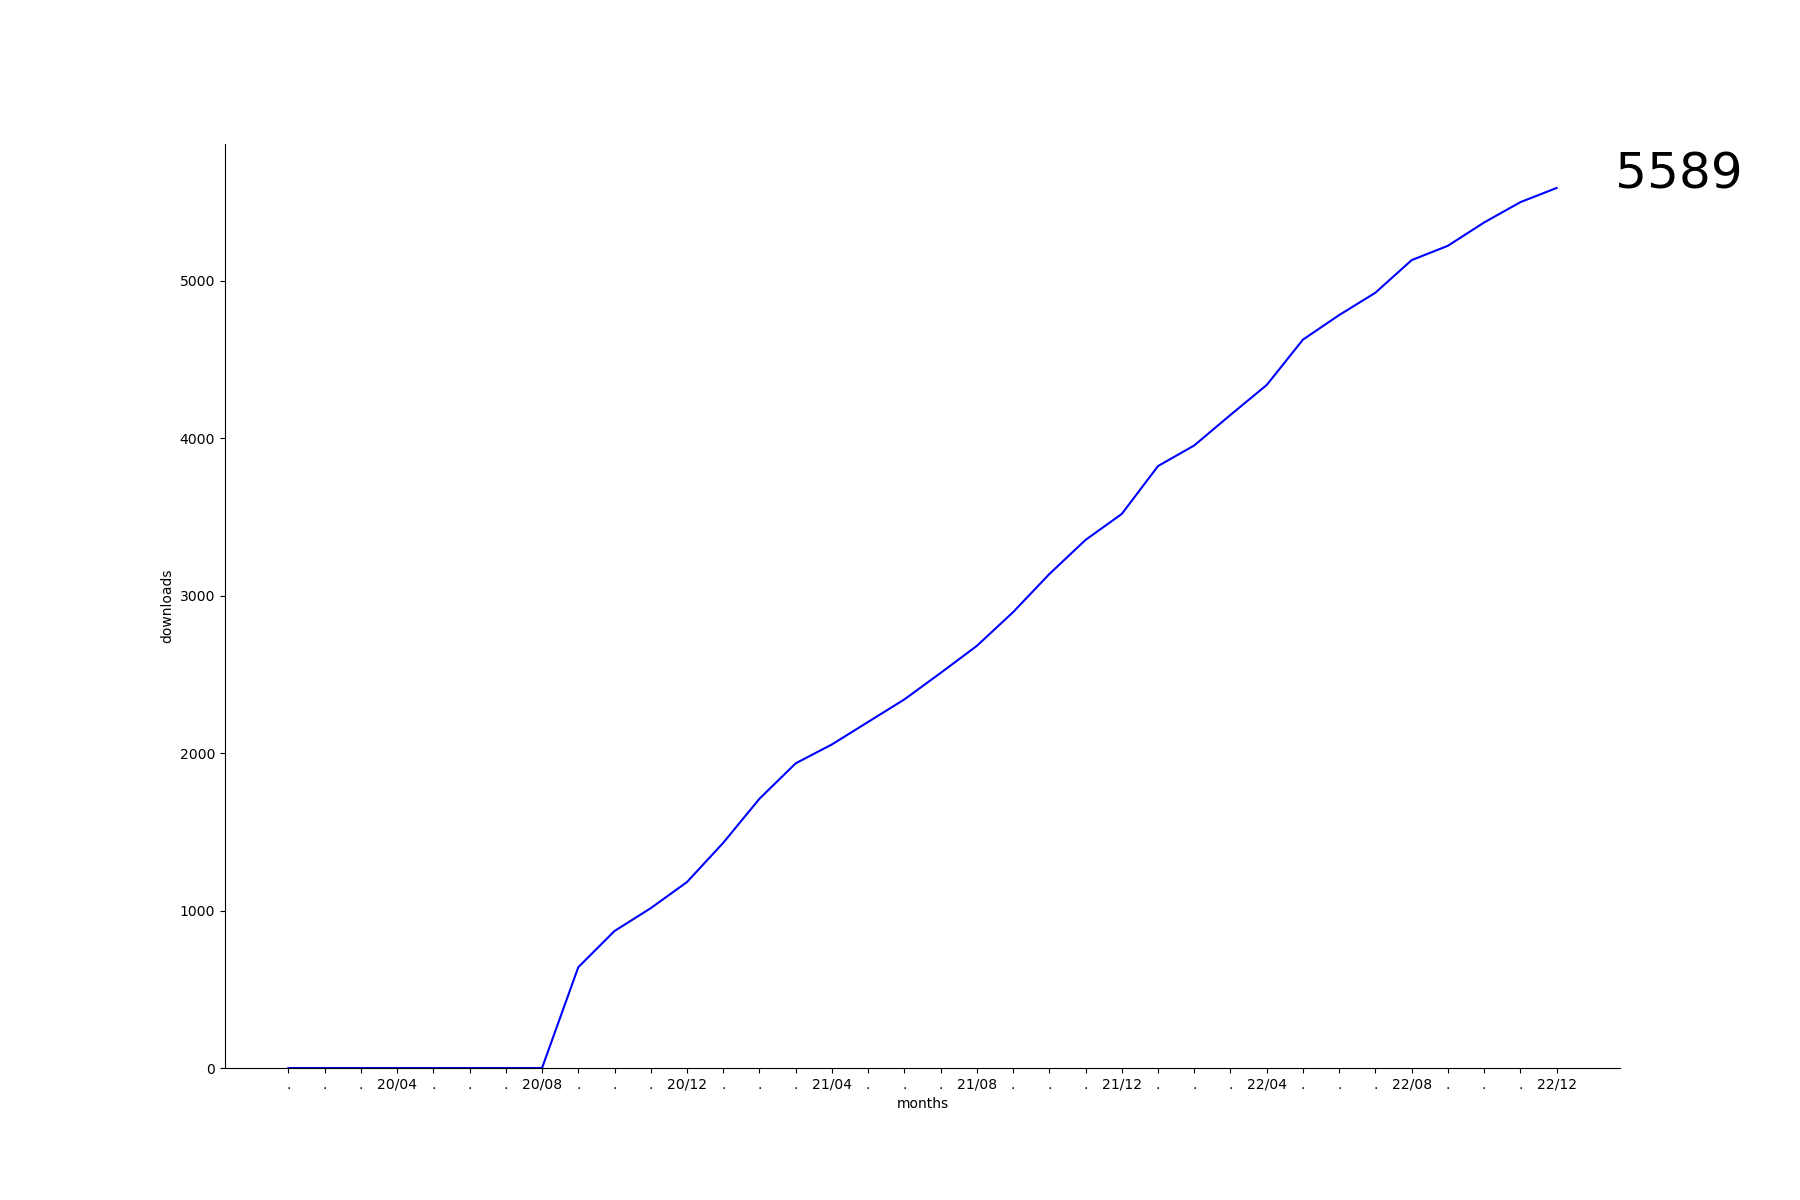 5589
5000
4000
3000
2000
1000
0
downloads
. . . 20/04 . . . 20/08 . . . 20/12 . . . 21/04 . . . 21/08 . . . 21/12 . . . 22/04 . . . 22/08 . . . 22/12
months